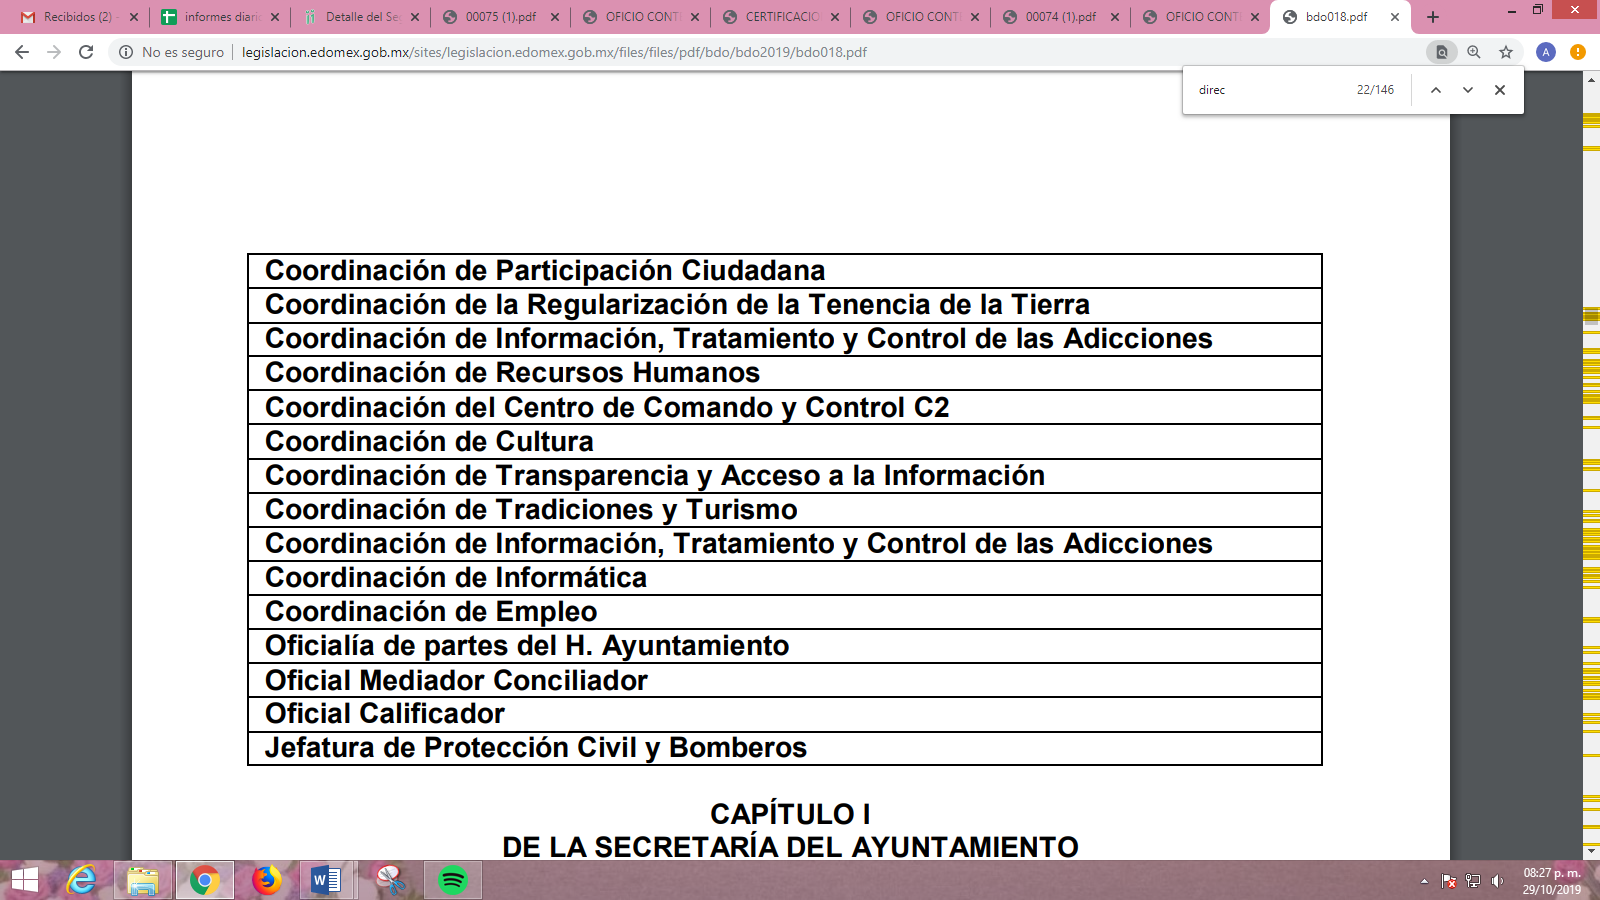 Recibidos (2) -
informes diari
Detalle del Se
00075 (1).pdf
OFICIO CONT
CERTIFICACIO
OFICIO CONT
00074 (1).pdf
OFICIO CONT
bdo018.pdf
No es seguro
legislacion.edomex.gob.mx/sites/legislacion.edomex.gob.mx/files/files/pdf/bdo/bdo2019/bdo018.pdf
A
direc 22/146
Coordinación de Participación Ciudadana
Coordinación de la Regularización de la Tenencia de la Tierra
Coordinación de Información, Tratamiento y Control de las Adicciones
Coordinación de Recursos Humanos
Coordinación del Centro de Comando y Control C2
Coordinación de Cultura
Coordinación de Transparencia y Acceso a la Información
Coordinación de Tradiciones y Turismo
Coordinación de Información, Tratamiento y Control de las Adicciones
Coordinación de Informática
Coordinación de Empleo
Oficialía de partes del H. Ayuntamiento
Oficial Mediador Conciliador
Oficial Calificador
Jefatura de Protección Civil y Bomberos
CAPÍTULO I
DE LA SECRETARÍA DEL AYUNTAMIENTO
08:27 p. m.
29/10/2019